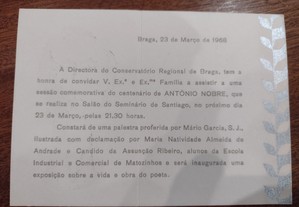 Braga, 23 de Março de 1968
A Directora do Conservatório Regional de Braga, tem a
honra de convidar V. Ex.ª e Ex.ᵐª Família a assistir a uma
sessão comemorativa do centenário de ANTÓNIO NOBRE, que
se realiza no Salão do Seminário de Santiago, no próximo dia
23 de Março, pelas 21,30 horas.
Constará de uma palestra proferida por Mário Garcia, S. J.,
ilustrada com declamação por Maria Natividade Almeida de
Andrade e Candido da Assunção Ribeiro, alunos da Escola
Industrial e Comercial de Matozinhos e será inaugurada uma
exposição sobre a vida e obra do poeta.